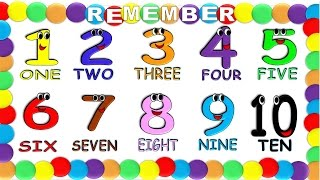 REMEMBER
1 2 3 4 5
ONE TWO THREE FOUR FIVE
6 7 8 9 10
SIX SEVEN EIGHT NINE TEN